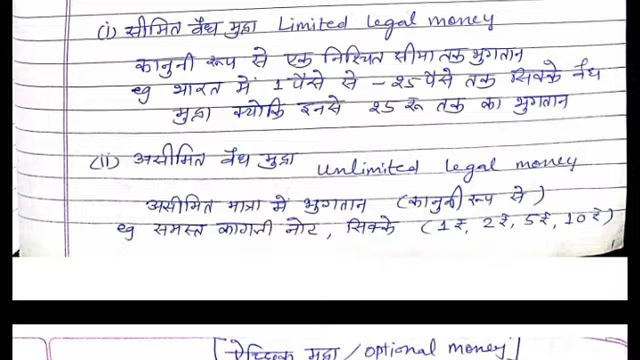 (i) सीमित वैध मुद्रा Limited legal money
कानुनी रूप से एक निश्चित सीमा तक भुगतान
eg भारत में 1 पैसे से - 25 पैसे तक सिक्के वैध
मुद्रा क्योकि इनसे 25 रू तक का भुगतान
(ii) असीमित वैध मुद्रा unlimited legal money
असीमित मात्रा मे भुगतान (कानुनी रूप से)
eg समस्त कागजी नोट, सिक्के (1₹, 2₹, 5₹, 10₹)
[ऐच्छिक मुद्रा / optional money]